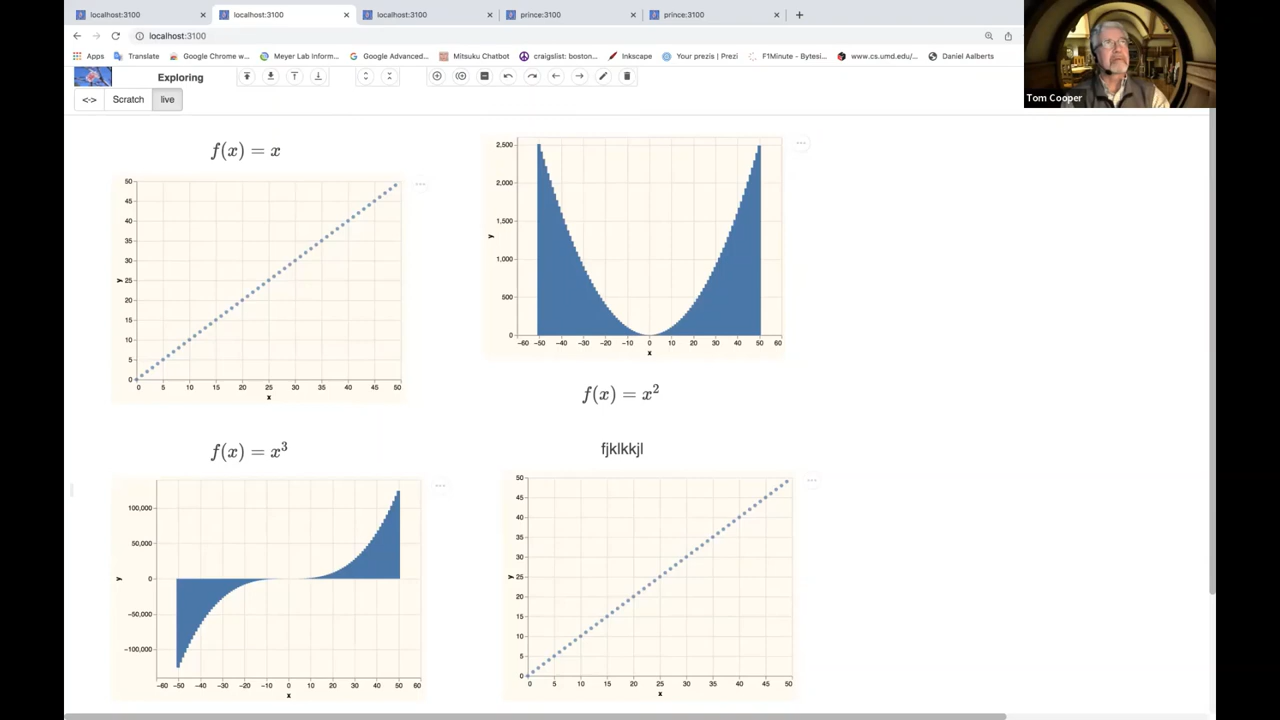 localhost:3100
localhost:3100
localhost:3100
prince:3100
prince:3100
localhost:3100
Apps
Translate
Google Chrome w...
Meyer Lab Inform...
Google Advanced...
Mitsuku Chatbot
craigslist: boston...
Inkscape
Your prezis | Prezi
F1Minute - Bytesi...
www.cs.umd.edu/...
Daniel Aalberts
Tom Cooper
Exploring
<->
Scratch
live
f(x) = x
50
45
40
35
30
25
20
15
10
5
0
y
0 5 10 15 20 25 30 35 40 45 50
x
2,500
2,000
1,500
1,000
500
0
y
−60 −50 −40 −30 −20 −10 0 10 20 30 40 50 60
x
f(x) = x²
f(x) = x³
100,000
50,000
0
−50,000
−100,000
y
−60 −50 −40 −30 −20 −10 0 10 20 30 40 50 60
x
fjklkkjl
50
45
40
35
30
25
20
15
10
5
0
y
0 5 10 15 20 25 30 35 40 45 50
x